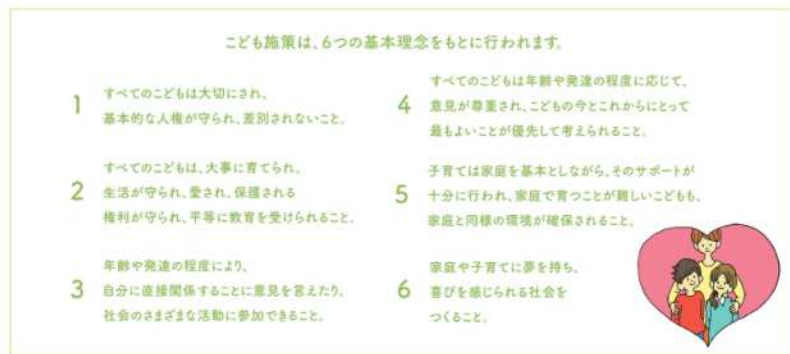 こども施策は、6つの基本理念をもとに行われます。
1
すべてのこどもは大切にされ、
基本的な人権が守られ、差別されないこと。
2
すべてのこどもは、大事に育てられ、
生活が守られ、愛され、保護される
権利が守られ、平等に教育を受けられること。
3
年齢や発達の程度により、
自分に直接関係することに意見を言えたり、
社会のさまざまな活動に参加できること。
4
すべてのこどもは年齢や発達の程度に応じて、
意見が尊重され、こどもの今とこれからにとって
最もよいことが優先して考えられること。
5
子育ては家庭を基本としながら、そのサポートが
十分に行われ、家庭で育つことが難しいこどもも、
家庭と同様の環境が確保されること。
6
家庭や子育てに夢を持ち、
喜びを感じられる社会を
つくること。